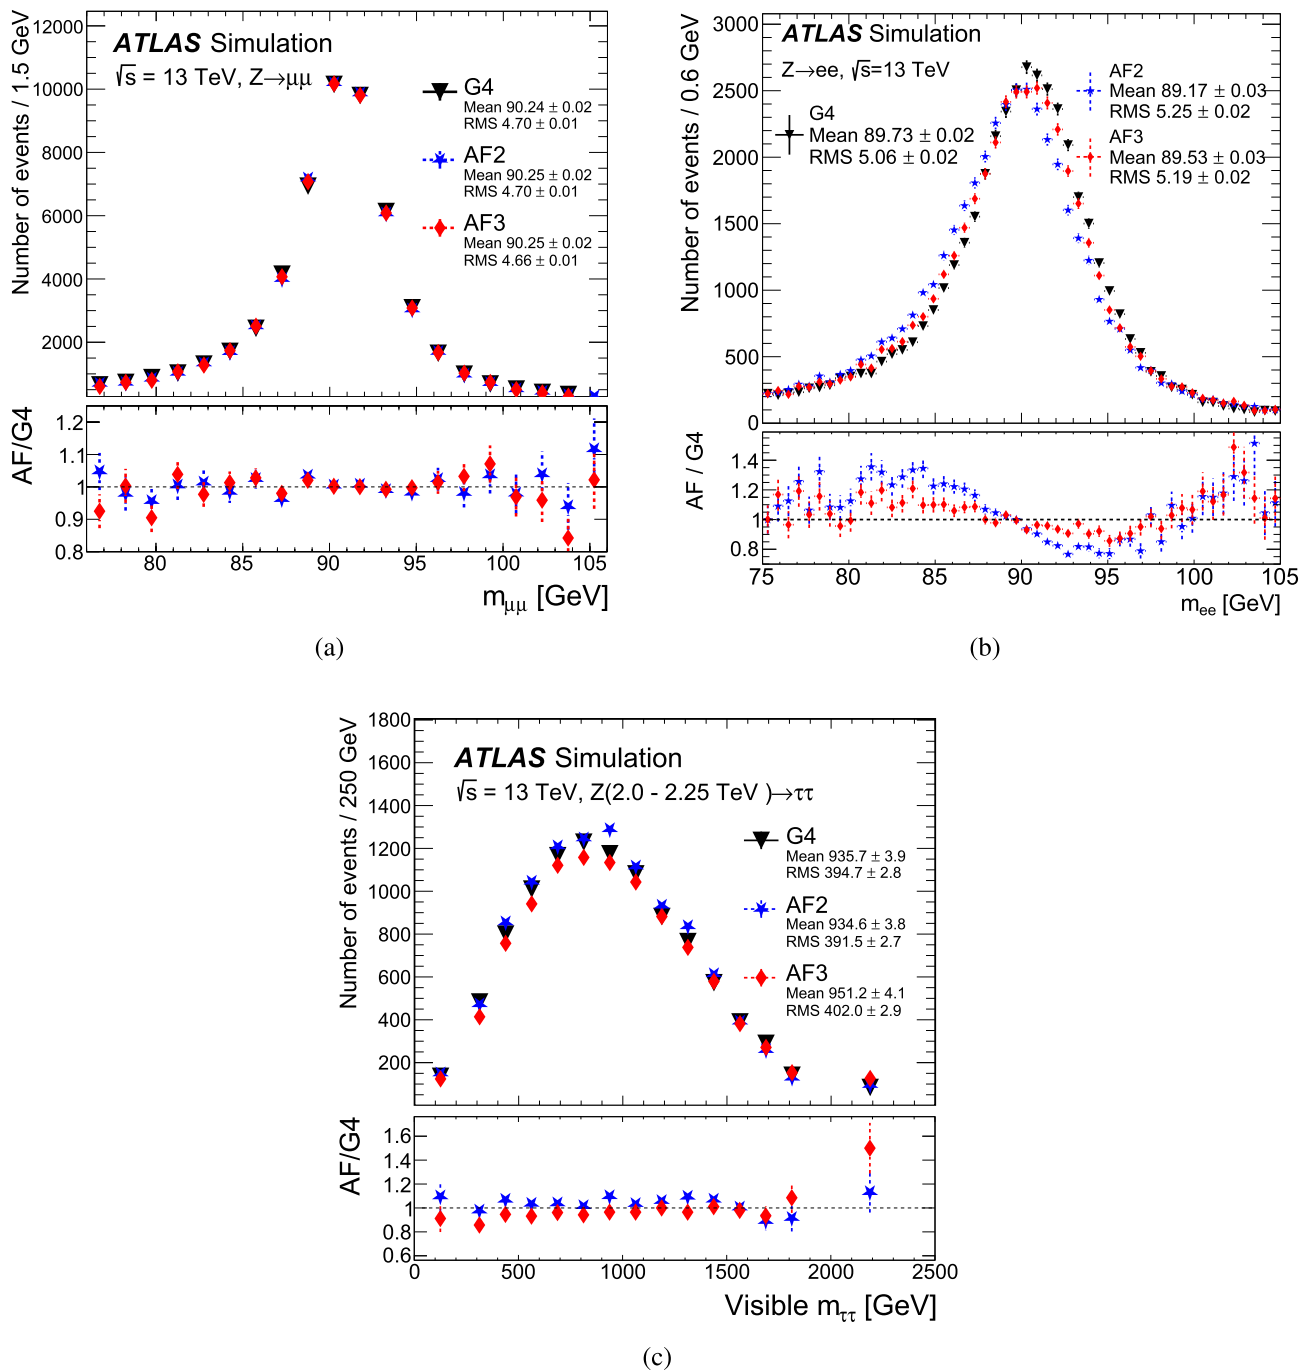 ATLAS Simulation
√s = 13 TeV, Z→μμ
G4
Mean 90.24 ± 0.02
RMS 4.70 ± 0.01
AF2
Mean 90.25 ± 0.02
RMS 4.70 ± 0.01
AF3
Mean 90.25 ± 0.02
RMS 4.66 ± 0.01
Number of events / 1.5 GeV
12000
10000
8000
6000
4000
2000
AF/G4
1.2
1.1
1
0.9
0.8
80 85 90 95 100 105
mμμ [GeV]
(a)
ATLAS Simulation
Z→ee, √s=13 TeV
G4
Mean 89.73 ± 0.02
RMS 5.06 ± 0.02
AF2
Mean 89.17 ± 0.03
RMS 5.25 ± 0.02
AF3
Mean 89.53 ± 0.03
RMS 5.19 ± 0.02
Number of events / 0.6 GeV
3000
2500
2000
1500
1000
500
0
AF / G4
1.4
1.2
1
0.8
75 80 85 90 95 100 105
mee [GeV]
(b)
ATLAS Simulation
√s = 13 TeV, Z(2.0 - 2.25 TeV )→ττ
G4
Mean 935.7 ± 3.9
RMS 394.7 ± 2.8
AF2
Mean 934.6 ± 3.8
RMS 391.5 ± 2.7
AF3
Mean 951.2 ± 4.1
RMS 402.0 ± 2.9
Number of events / 250 GeV
1800
1600
1400
1200
1000
800
600
400
200
AF/G4
1.6
1.4
1.2
1
0.8
0.6
0 500 1000 1500 2000 2500
Visible mττ [GeV]
(c)